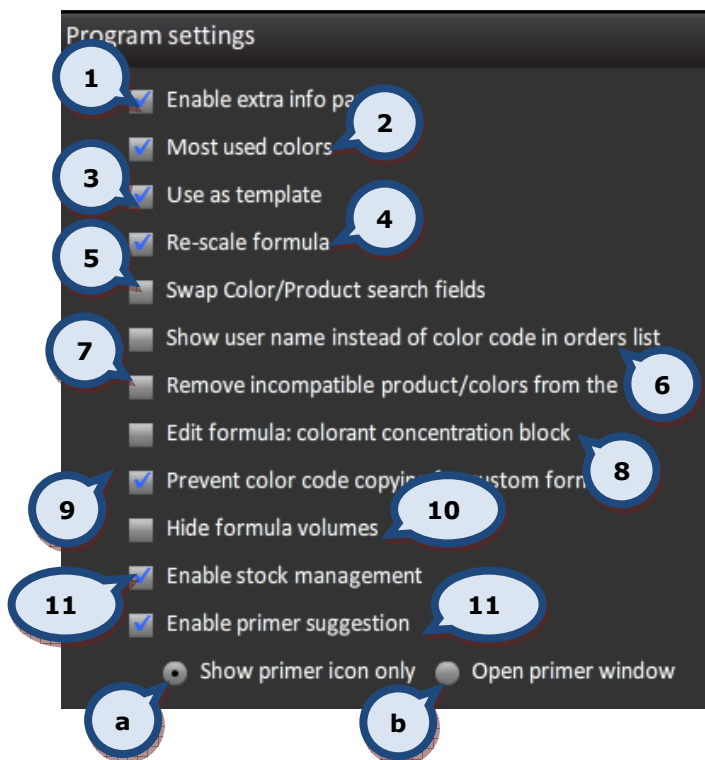 Program settings
1
Enable extra info
2
Most used colors
3
Use as template
4
Re-scale formula
5
Swap Color/Product search fields
Show user name instead of color code in orders list
6
7
Remove incompatible product/colors from the
Edit formula: colorant concentration block
8
9
Prevent color code
10
Hide formula volumes
11
Enable stock management
11
Enable primer suggestion
Show primer icon only Open primer window
a b